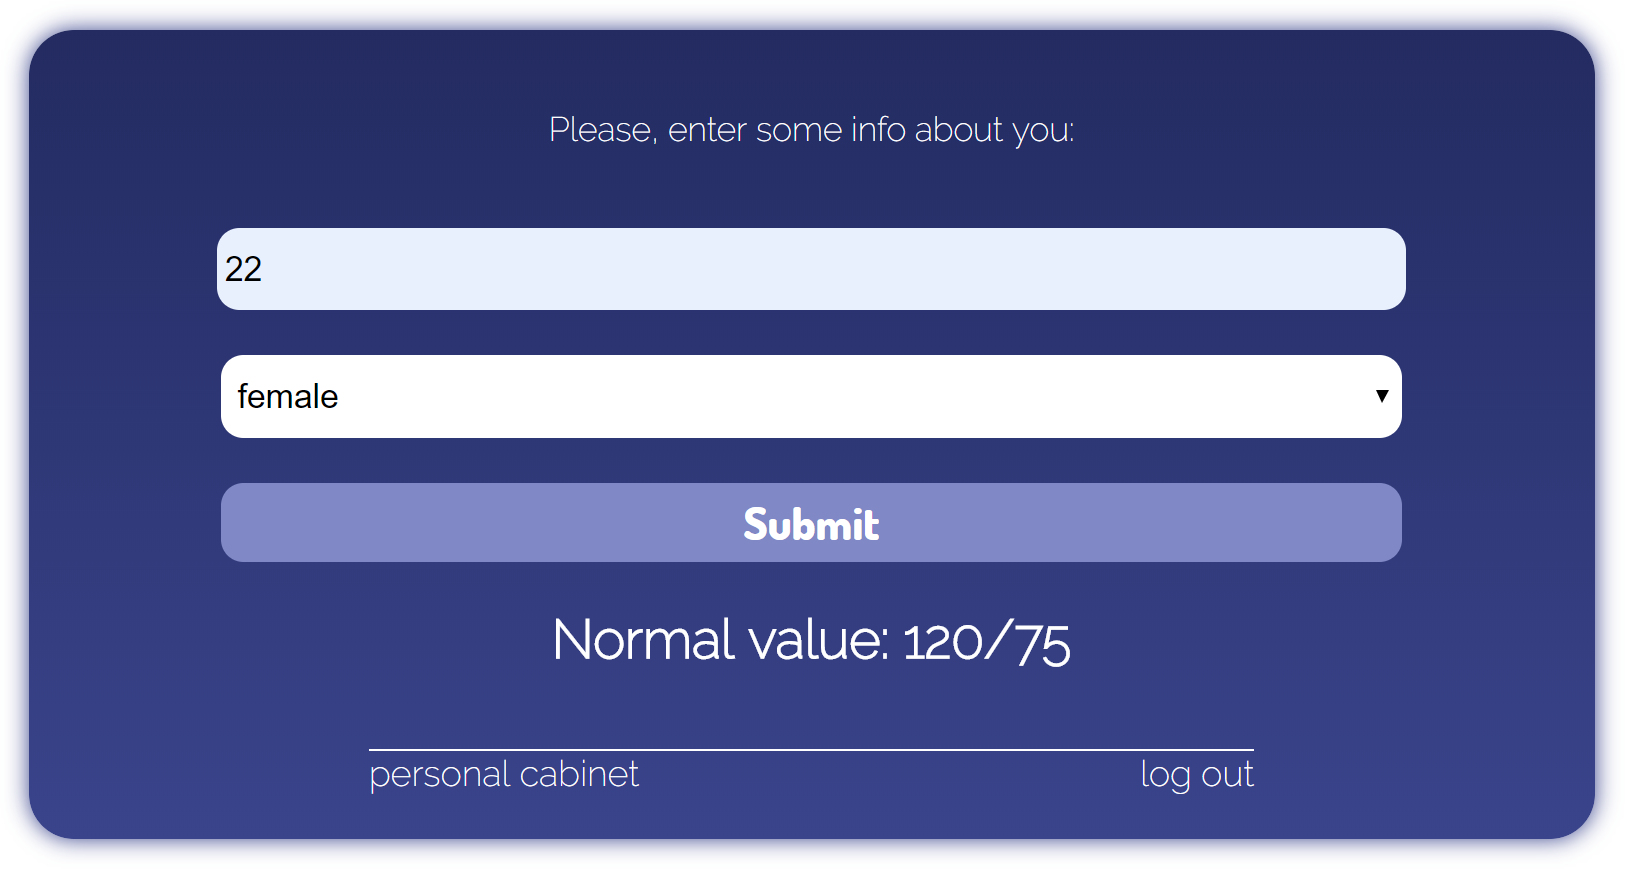 Please, enter some info about you:
22
female
Submit
Normal value: 120/75
personal cabinet log out